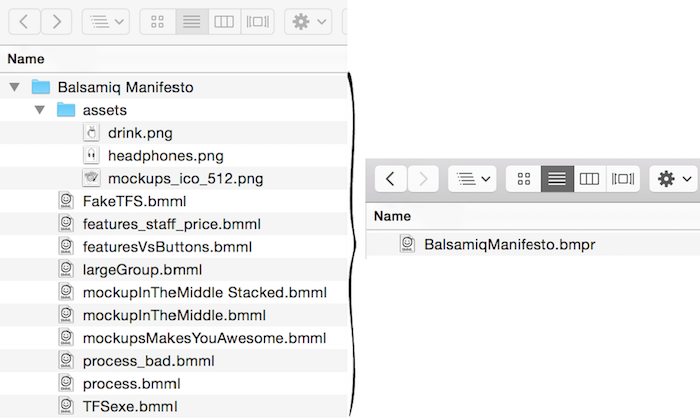 Name
Balsamiq Manifesto
assets
drink.png
headphones.png
mockups_ico_512.png
FakeTFS.bmml
features_staff_price.bmml
featuresVsButtons.bmml
largeGroup.bmml
mockupInTheMiddle Stacked.bmml
mockupInTheMiddle.bmml
mockupsMakesYouAwesome.bmml
process_bad.bmml
process.bmml
TFSexe.bmml
Name
BalsamiqManifesto.bmpr